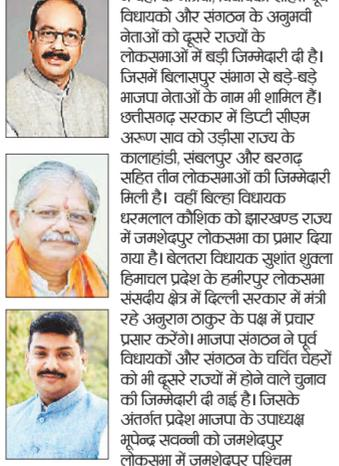 विधायकों और संगठन के अनुभवी
नेताओं को दूसरे राज्यों के
लोकसभाओं में बड़ी जिम्मेदारी दी है।
जिसमें बिलासपुर संभाग से बड़े-बड़े
भाजपा नेताओं के नाम भी शामिल हैं।
छत्तीसगढ़ सरकार में डिप्टी सीएम
अरूण साव को उड़ीसा राज्य के
कालाहांडी, संबलपुर और बरगढ़
सहित तीन लोकसभाओं की जिम्मेदारी
मिली है। वहीं बिल्हा विधायक
धरमलाल कौशिक को झारखण्ड राज्य
में जमशेदपुर लोकसभा का प्रभार दिया
गया है। बेलतरा विधायक सुशांत शुक्ला
हिमाचल प्रदेश के हमीरपुर लोकसभा
संसदीय क्षेत्र में दिल्ली सरकार में मंत्री
रहे अनुराग ठाकुर के पक्ष में प्रचार
प्रसार करेंगे। भाजपा संगठन ने पूर्व
विधायकों और संगठन के चर्चित चेहरों
को भी दूसरे राज्यों में होने वाले चुनाव
की जिम्मेदारी दी गई है। जिसके
अंतर्गत प्रदेश भाजपा के उपाध्यक्ष
भूपेन्द्र सवन्नी को जमशेदपुर
लोकसभा में जमशेदपुर पश्चिम